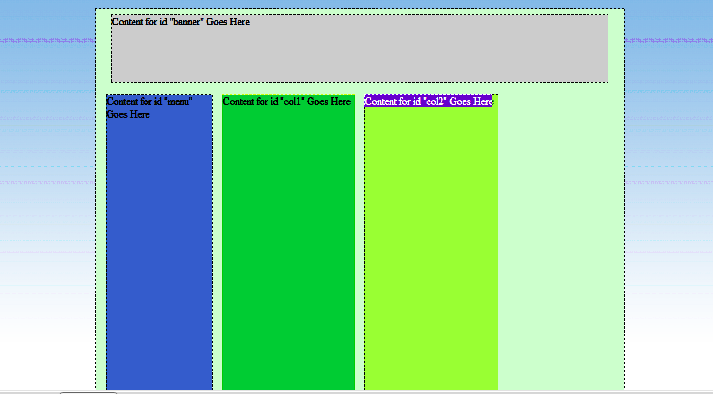 Content for id "banner" Goes Here
Content for id "menu"
Goes Here
Content for id "col1" Goes Here
Content for id "col2" Goes Here